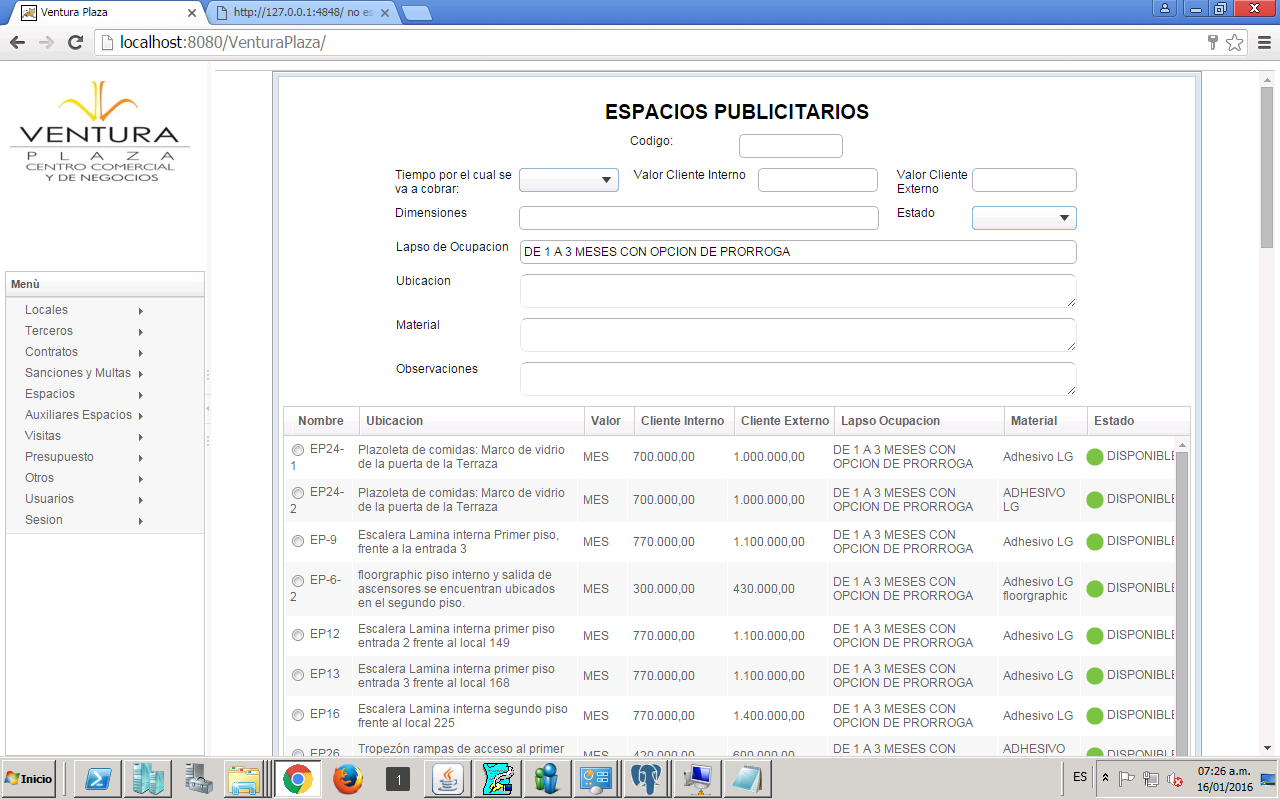 Ventura Plaza
http://127.0.0.1:4848/ no es
localhost:8080/VenturaPlaza/
VENTURA
PLAZA
CENTRO COMERCIAL
Y DE NEGOCIOS
Menù
Locales
Terceros
Contratos
Sanciones y Multas
Espacios
Auxiliares Espacios
Visitas
Presupuesto
Otros
Usuarios
Sesion
ESPACIOS PUBLICITARIOS
Codigo:
Tiempo por el cual se va a cobrar:
Valor Cliente Interno
Valor Cliente Externo
Dimensiones
Estado
Lapso de Ocupacion
DE 1 A 3 MESES CON OPCION DE PRORROGA
Ubicacion
Material
Observaciones
Nombre Ubicacion Valor Cliente Interno Cliente Externo Lapso Ocupacion Material Estado
EP24-1 Plazoleta de comidas: Marco de vidrio de la puerta de la Terraza MES 700.000,00 1.000.000,00 DE 1 A 3 MESES CON OPCION DE PRORROGA Adhesivo LG DISPONIBLE
EP24-2 Plazoleta de comidas: Marco de vidrio de la puerta de la Terraza MES 700.000,00 1.000.000,00 DE 1 A 3 MESES CON OPCION DE PRORROGA ADHESIVO LG DISPONIBLE
EP-9 Escalera Lamina interna Primer piso, frente a la entrada 3 MES 770.000,00 1.100.000,00 DE 1 A 3 MESES CON OPCION DE PRORROGA Adhesivo LG DISPONIBLE
EP-6-2 floorgraphic piso interno y salida de ascensores se encuentran ubicados en el segundo piso. MES 300.000,00 430.000,00 DE 1 A 3 MESES CON OPCION DE PRORROGA Adhesivo LG floorgraphic DISPONIBLE
EP12 Escalera Lamina interna primer piso entrada 2 frente al local 149 MES 770.000,00 1.100.000,00 DE 1 A 3 MESES CON OPCION DE PRORROGA Adhesivo LG DISPONIBLE
EP13 Escalera Lamina interna primer piso entrada 3 frente al local 168 MES 770.000,00 1.100.000,00 DE 1 A 3 MESES CON OPCION DE PRORROGA Adhesivo LG DISPONIBLE
EP16 Escalera Lamina interna segundo piso frente al local 225 MES 770.000,00 1.400.000,00 DE 1 A 3 MESES CON OPCION DE PRORROGA Adhesivo LG DISPONIBLE
EP26 Tropezón rampas de acceso al primer MES 420.000,00 600.000,00 DE 1 A 3 MESES CON ADHESIVO DISPONIBLE
Inicio
1
ES
07:26 a.m.
16/01/2016